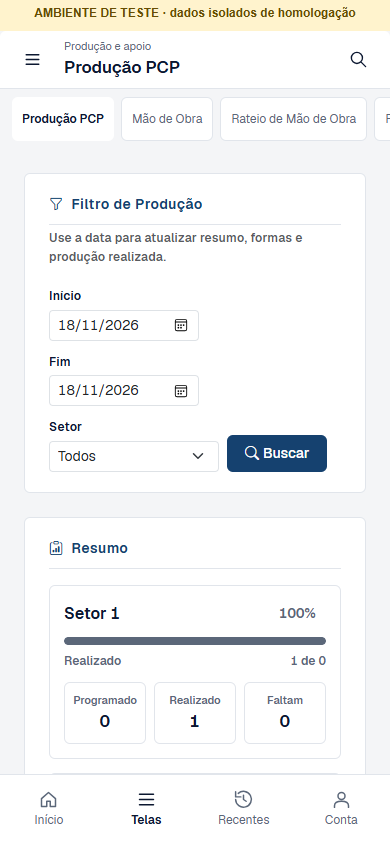 AMBIENTE DE TESTE · dados isolados de homologação
Produção e apoio
Produção PCP
Produção PCP
Mão de Obra
Rateio de Mão de Obra
Filtro de Produção
Use a data para atualizar resumo, formas e
produção realizada.
Início
18/11/2026
Fim
18/11/2026
Setor
Todos
Buscar
Resumo
Setor 1
100%
Realizado
1 de 0
Programado
Realizado
Faltam
0
1
0
Início
Telas
Recentes
Conta